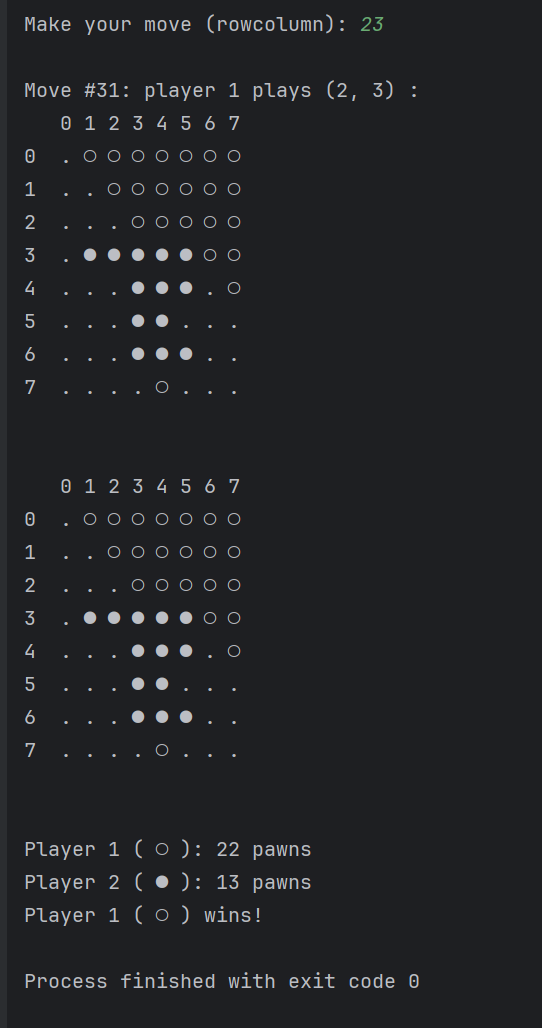 Make your move (rowcolumn): 23
Move #31: player 1 plays (2, 3) :
0 1 2 3 4 5 6 7
0 . ○ ○ ○ ○ ○ ○ ○
1 . . ○ ○ ○ ○ ○ ○
2 . . . ○ ○ ○ ○ ○
3 . ● ● ● ● ● ○ ○
4 . . . ● ● ● . ○
5 . . . ● ● . . .
6 . . . ● ● ● . .
7 . . . . ○ . . .
0 1 2 3 4 5 6 7
0 . ○ ○ ○ ○ ○ ○ ○
1 . . ○ ○ ○ ○ ○ ○
2 . . . ○ ○ ○ ○ ○
3 . ● ● ● ● ● ○ ○
4 . . . ● ● ● . ○
5 . . . ● ● . . .
6 . . . ● ● ● . .
7 . . . . ○ . . .
Player 1 ( ○ ): 22 pawns
Player 2 ( ● ): 13 pawns
Player 1 ( ○ ) wins!
Process finished with exit code 0